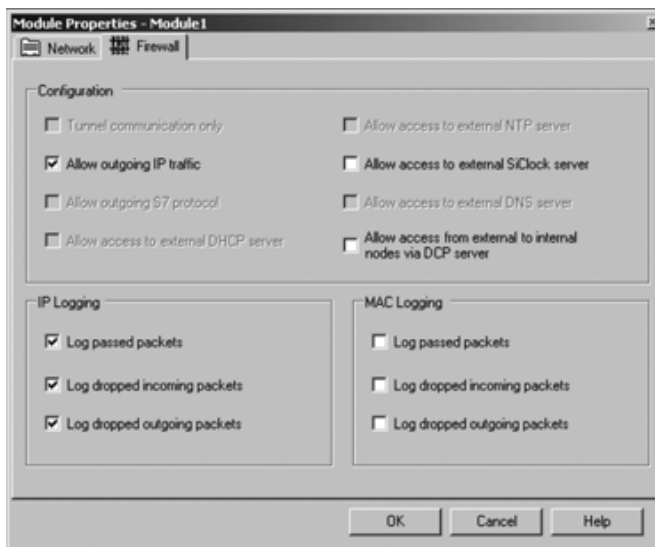 Module Properties - Module1
Network
Firewall
Configuration
Tunnel communication only
Allow access to external NTP server
Allow outgoing IP traffic
Allow access to external SiClock server
Allow outgoing S7 protocol
Allow access to external DNS server
Allow access to external DHCP server
Allow access from external to internal
nodes via DCP server
IP Logging
Log passed packets
Log dropped incoming packets
Log dropped outgoing packets
MAC Logging
Log passed packets
Log dropped incoming packets
Log dropped outgoing packets
OK
Cancel
Help